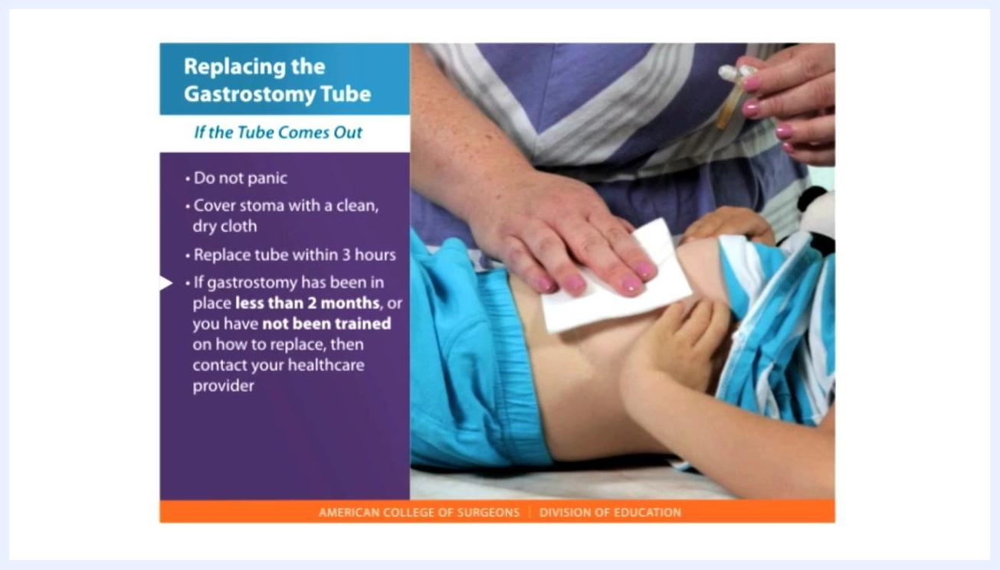 Replacing the
Gastrostomy Tube
If the Tube Comes Out
• Do not panic
• Cover stoma with a clean,
dry cloth
• Replace tube within 3 hours
• If gastrostomy has been in
place less than 2 months, or
you have not been trained
on how to replace, then
contact your healthcare
provider
AMERICAN COLLEGE OF SURGEONS | DIVISION OF EDUCATION